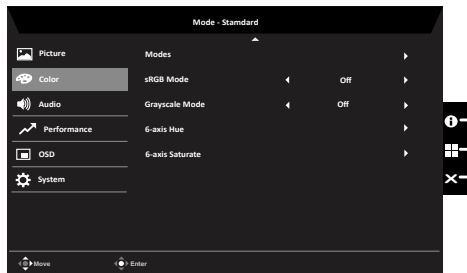 Mode - Stamdard
Picture
Modes
Color
sRGB Mode
Off
Audio
Grayscale Mode
Off
Performance
6-axis Hue
OSD
6-axis Saturate
System
Move
Enter